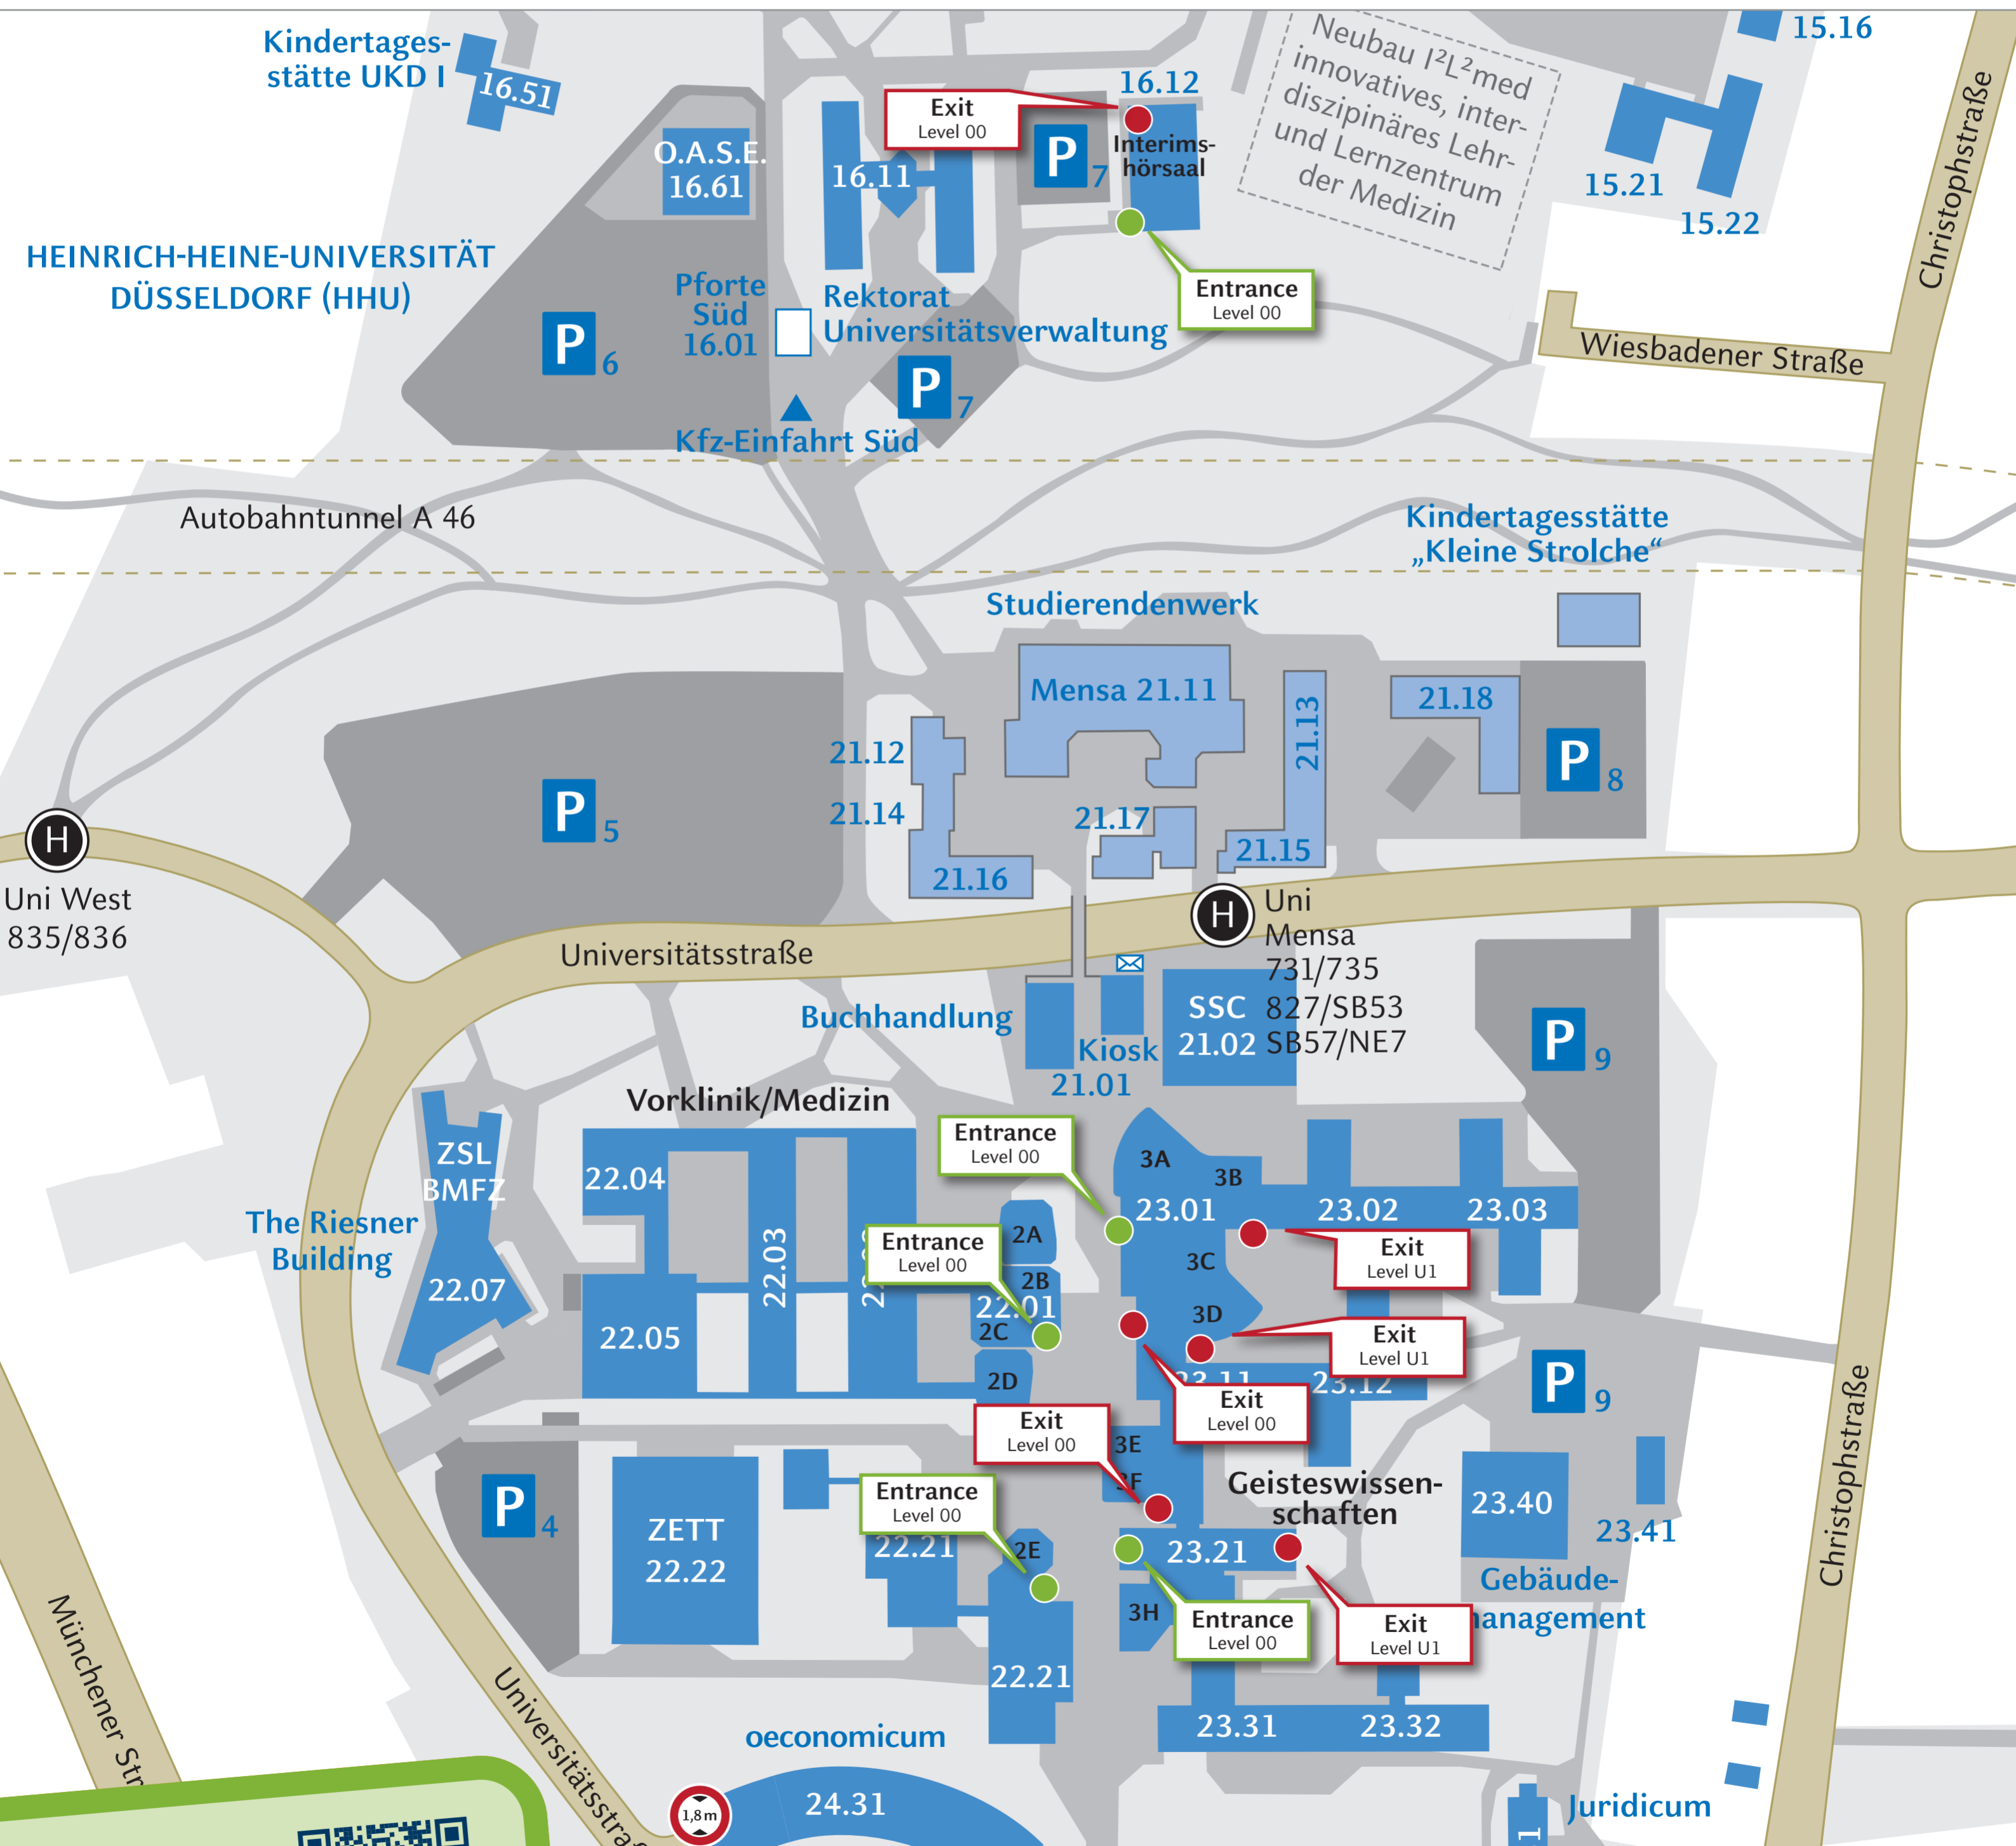 Kindertages-
stätte UKD I
16.51
O.A.S.E.
16.61
16.11
Exit
Level 00
P 7
16.12
Interims-
hörsaal
Entrance
Level 00
Neubau I²L²med
innovatives, inter-
diszipinäres Lehr-
und Lernzentrum
der Medizin
15.16
15.21
15.22
Christophstraße
Wiesbadener Straße
HEINRICH-HEINE-UNIVERSITÄT
DÜSSELDORF (HHU)
P 6
Pforte
Süd
16.01
Rektorat
Universitätsverwaltung
P 7
Kfz-Einfahrt Süd
Autobahntunnel A 46
Kindertagesstätte
„Kleine Strolche“
Studierendenwerk
Mensa 21.11
21.12
21.14
21.16
21.17
21.13
21.15
21.18
P 8
P 5
H
Uni West
835/836
Universitätsstraße
H
Uni
Mensa
731/735
827/SB53
SB57/NE7
Buchhandlung
Kiosk
21.01
SSC
21.02
P 9
Vorklinik/Medizin
ZSL
BMFZ
The Riesner
Building
22.07
22.04
22.03
22.05
Entrance
Level 00
Entrance
Level 00
2A
2B
22.01
2C
2D
3A
3B
23.01
23.02
23.03
3C
3D
Exit
Level U1
Exit
Level U1
23.11
23.12
Exit
Level 00
Exit
Level 00
3E
3F
P 9
Christophstraße
P 4
ZETT
22.22
Entrance
Level 00
22.21
2E
22.21
Geisteswissen-
schaften
23.21
3H
Entrance
Level 00
Exit
Level U1
23.40
23.41
Gebäude-
23.31
23.32
Münchener Str
Universitätsstraß
oeconomicum
24.31
1,8 m
Juridicum
1